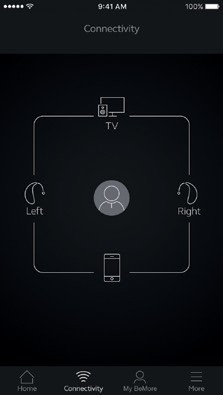 9:41 AM 100%
Connectivity
TV
Left Right
Home Connectivity My BeMore More